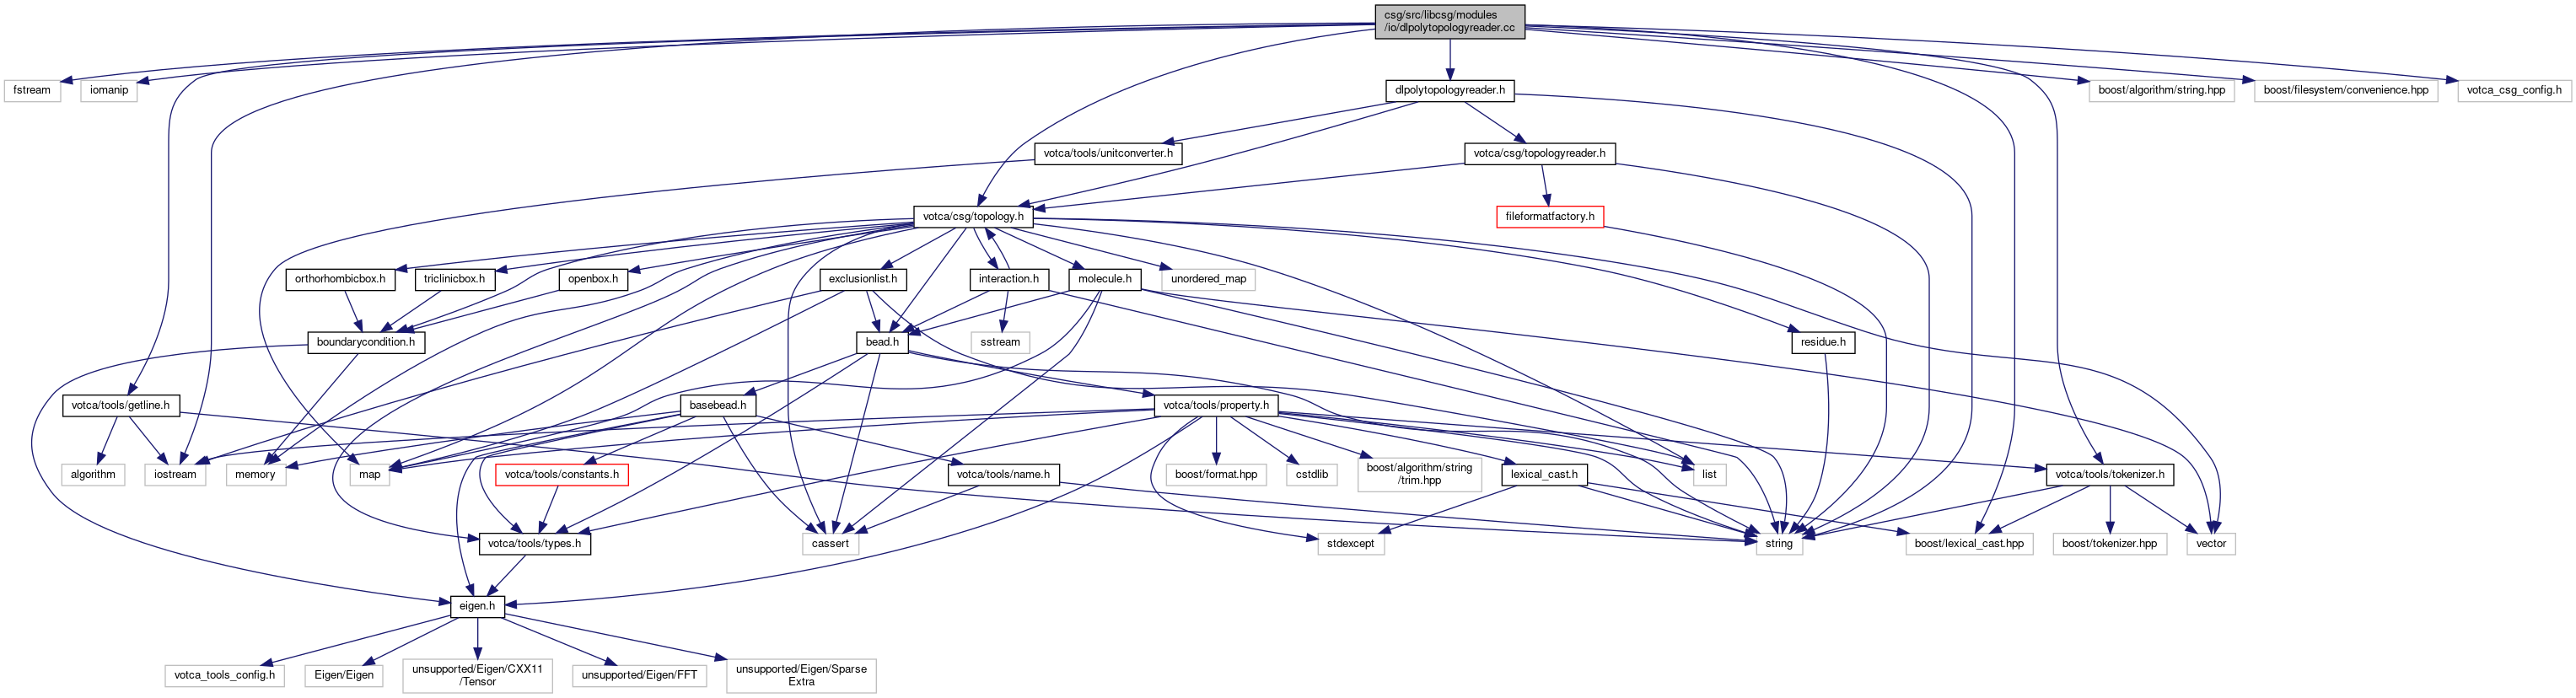 csg/src/libcsg/modules
/io/dlpolytopologyreader.cc
fstream
iomanip
dlpolytopologyreader.h
boost/algorithm/string.hpp
boost/filesystem/convenience.hpp
votca_csg_config.h
votca/tools/unitconverter.h
votca/csg/topologyreader.h
votca/csg/topology.h
fileformatfactory.h
orthorhombicbox.h
triclinicbox.h
openbox.h
exclusionlist.h
interaction.h
molecule.h
unordered_map
boundarycondition.h
bead.h
sstream
residue.h
votca/tools/getline.h
basebead.h
votca/tools/property.h
algorithm
iostream
memory
map
votca/tools/constants.h
votca/tools/name.h
boost/format.hpp
cstdlib
boost/algorithm/string
/trim.hpp
lexical_cast.h
list
votca/tools/tokenizer.h
votca/tools/types.h
cassert
stdexcept
string
boost/lexical_cast.hpp
boost/tokenizer.hpp
vector
eigen.h
votca_tools_config.h
Eigen/Eigen
unsupported/Eigen/CXX11
/Tensor
unsupported/Eigen/FFT
unsupported/Eigen/Sparse
Extra